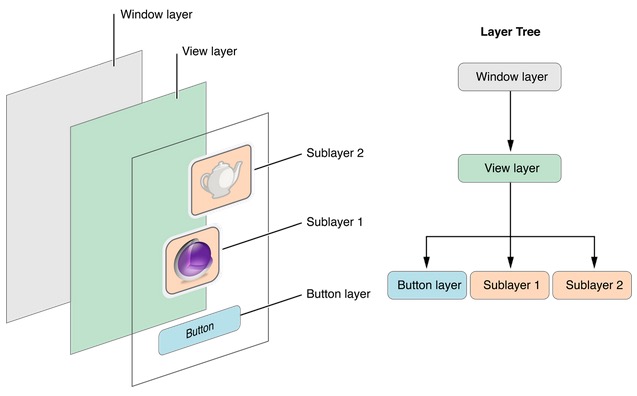 Window layer
View layer
Sublayer 2
Sublayer 1
Button layer
Button
Layer Tree
Window layer
View layer
Button layer
Sublayer 1
Sublayer 2